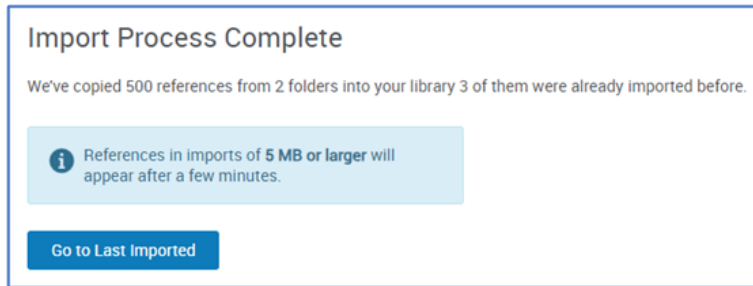 Import Process Complete
We've copied 500 references from 2 folders into your library 3 of them were already imported before.
References in imports of 5 MB or larger will
appear after a few minutes.
Go to Last Imported